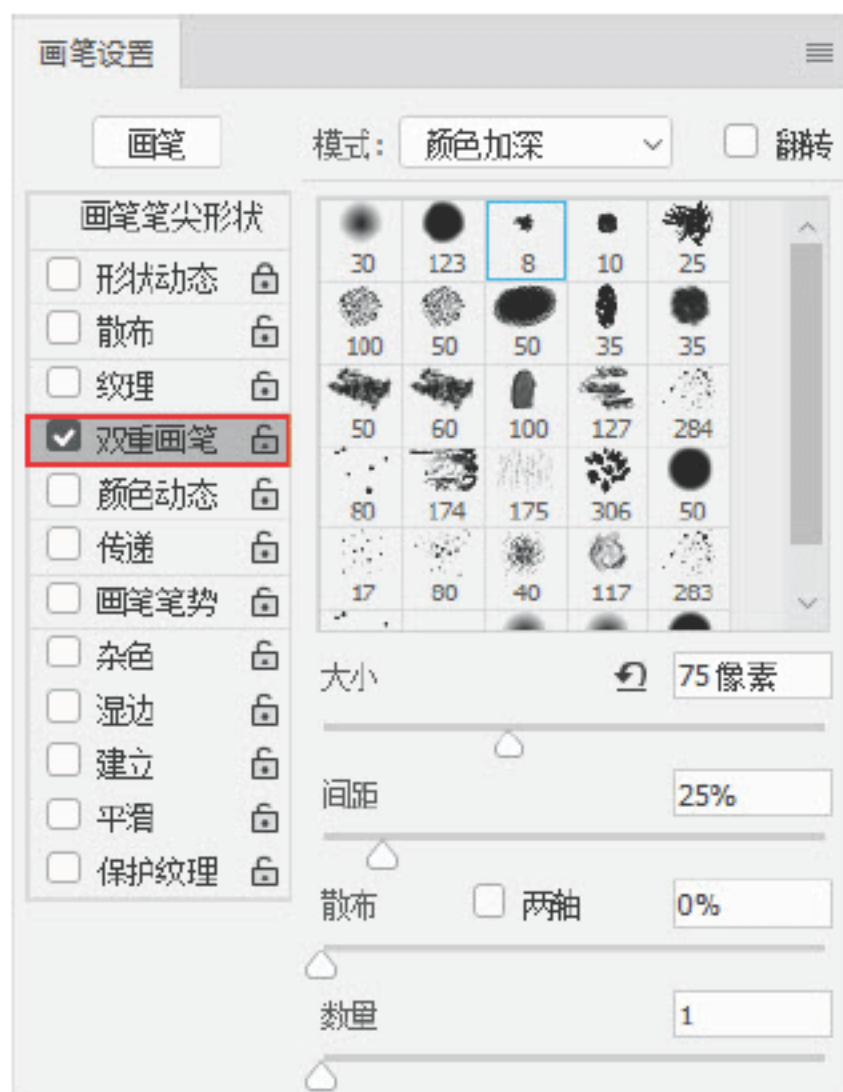 画笔设置
画笔
模式：
颜色加深
翻转
画笔笔尖形状
形状动态
散布
纹理
双重画笔
颜色动态
传递
画笔笔势
杂色
湿边
建立
平滑
保护纹理
30 123 8 10 25
100 50 50 35 35
50 60 100 127 284
80 174 175 306 50
17 80 40 117 283
大小 75 像素
间距 25%
散布 两轴 0%
数量 1